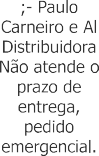 ;- Paulo
Carneiro e Al
Distribuidora
Não atende o
prazo de
entrega,
pedido
emergencial.